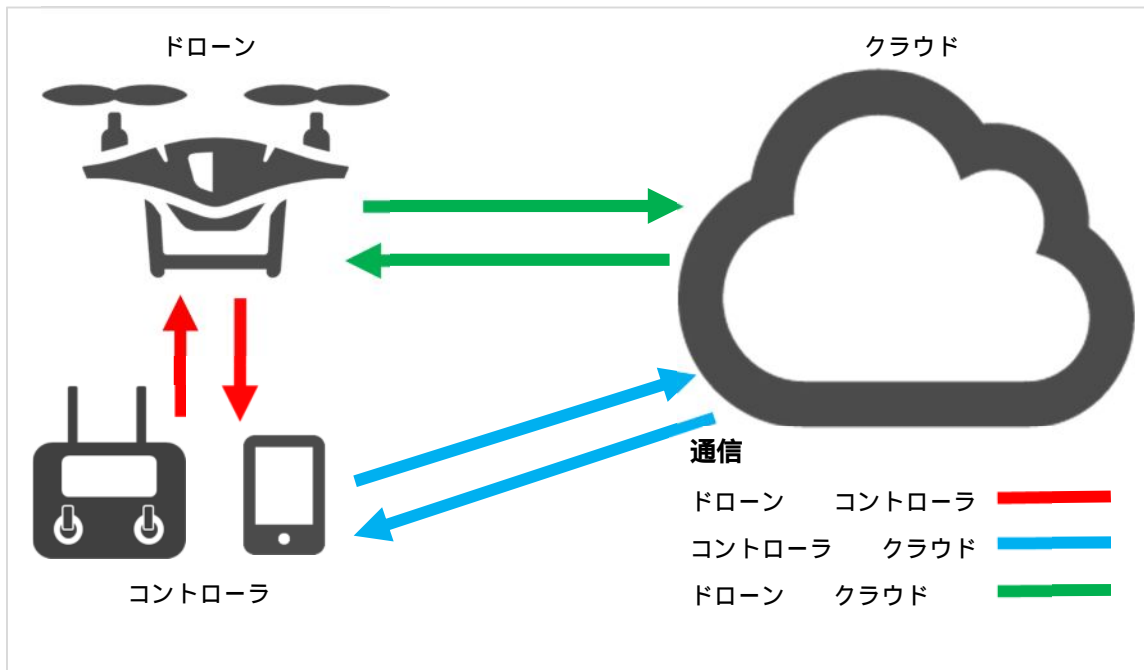 ドローン
クラウド
コントローラ
通信
ドローン　　コントローラ
コントローラ　　クラウド
ドローン　　クラウド